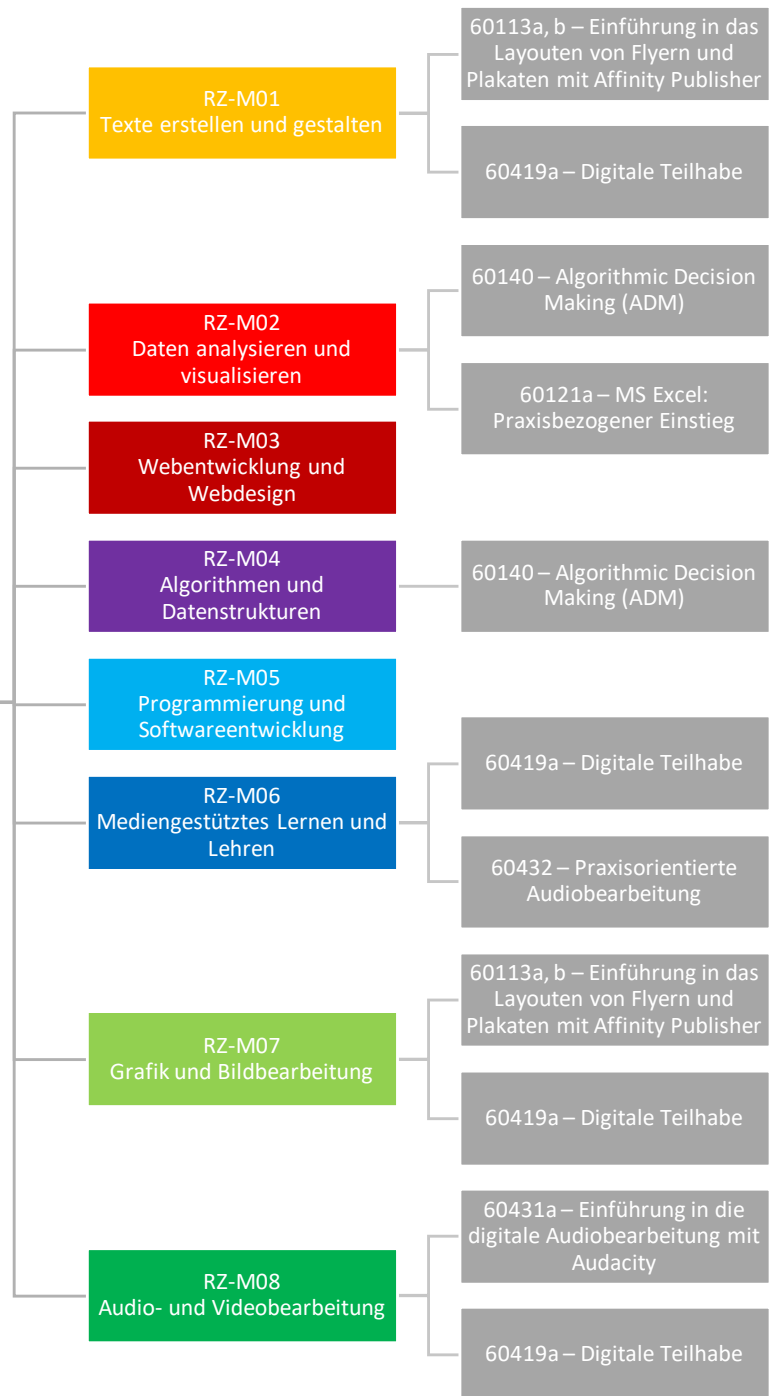 RZ-M01
Texte erstellen und gestalten
60113a, b – Einführung in das
Layouten von Flyern und
Plakaten mit Affinity Publisher
60419a – Digitale Teilhabe
RZ-M02
Daten analysieren und
visualisieren
60140 – Algorithmic Decision
Making (ADM)
60121a – MS Excel:
Praxisbezogener Einstieg
RZ-M03
Webentwicklung und
Webdesign
RZ-M04
Algorithmen und
Datenstrukturen
60140 – Algorithmic Decision
Making (ADM)
RZ-M05
Programmierung und
Softwareentwicklung
RZ-M06
Mediengestütztes Lernen und
Lehren
60419a – Digitale Teilhabe
60432 – Praxisorientierte
Audiobearbeitung
RZ-M07
Grafik und Bildbearbeitung
60113a, b – Einführung in das
Layouten von Flyern und
Plakaten mit Affinity Publisher
60419a – Digitale Teilhabe
RZ-M08
Audio- und Videobearbeitung
60431a – Einführung in die
digitale Audiobearbeitung mit
Audacity
60419a – Digitale Teilhabe